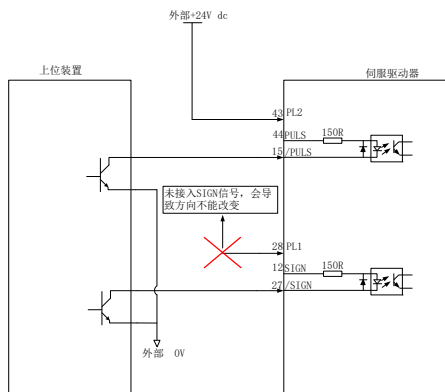 外部+24V dc
上位装置
伺服驱动器
43 PL2
44 PULS 150R
15 /PULS
未接入SIGN信号，会导
致方向不能改变
28 PL1
12 SIGN 150R
27 /SIGN
外部 0V